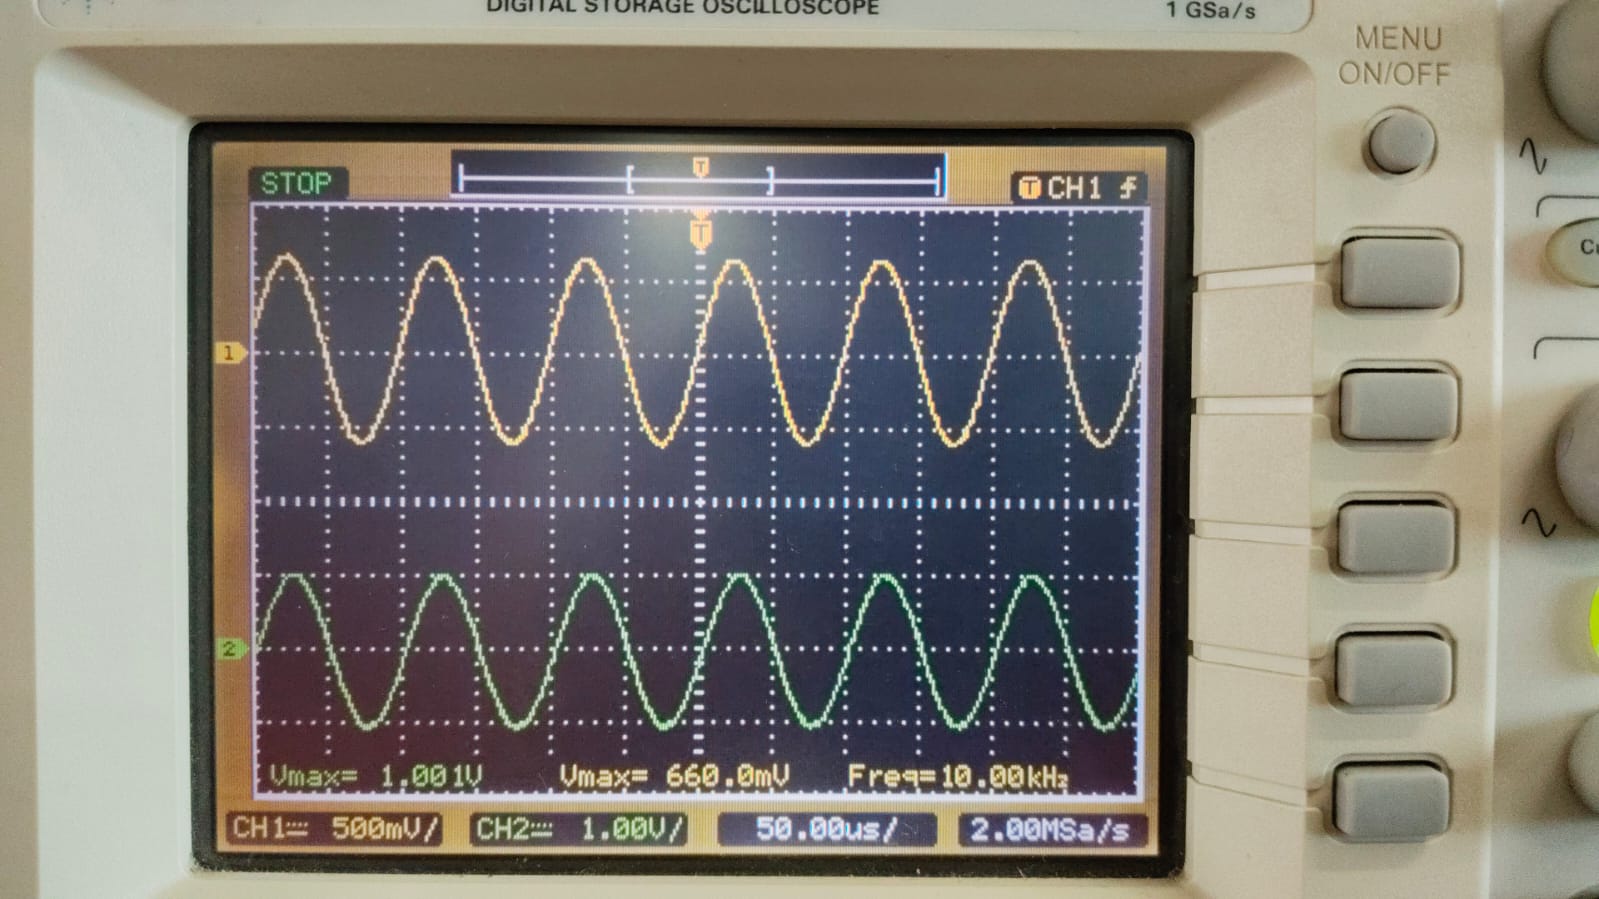 DIGITAL STORAGE OSCILLOSCOPE 1 GSa/s
MENU
ON/OFF
STOP T T CH1
T
1
2
Vmax= 1.001V Vmax= 660.0mV Freq=10.00kHz
CH1 500mV/ CH2 1.00V/ 50.00us/ 2.00MSa/s